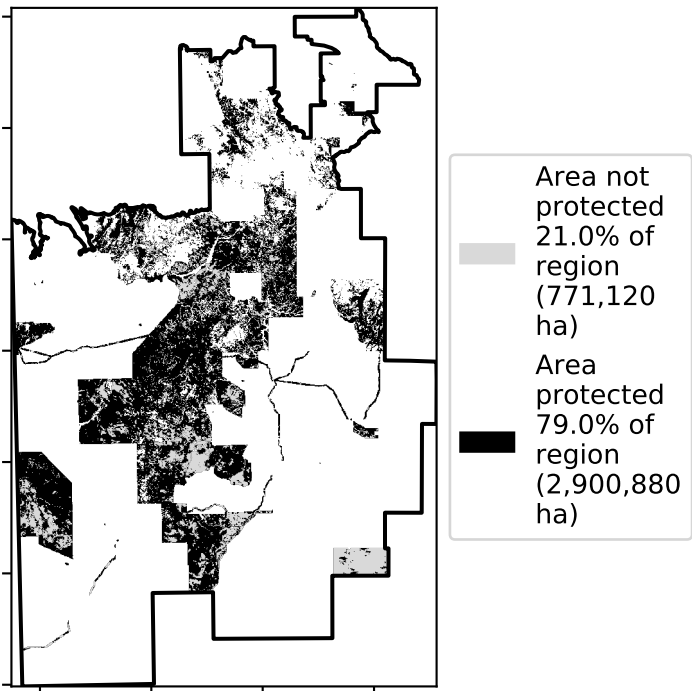 Area not
protected
21.0% of
region
(771,120
ha)
Area
protected
79.0% of
region
(2,900,880
ha)